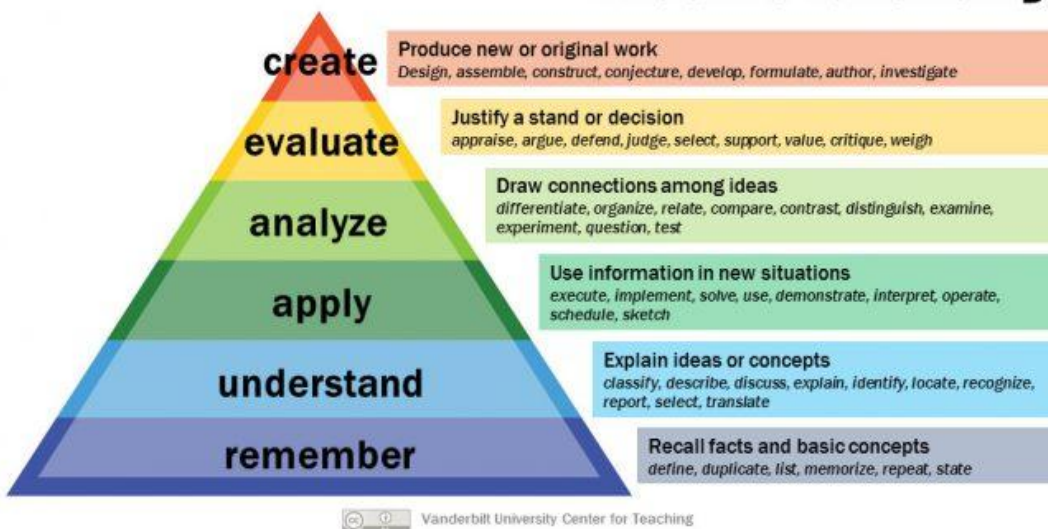 create
Produce new or original work
Design, assemble, construct, conjecture, develop, formulate, author, investigate
evaluate
Justify a stand or decision
appraise, argue, defend, judge, select, support, value, critique, weigh
analyze
Draw connections among ideas
differentiate, organize, relate, compare, contrast, distinguish, examine,
experiment, question, test
apply
Use information in new situations
execute, implement, solve, use, demonstrate, interpret, operate,
schedule, sketch
understand
Explain ideas or concepts
classify, describe, discuss, explain, identify, locate, recognize,
report, select, translate
remember
Recall facts and basic concepts
define, duplicate, list, memorize, repeat, state
cc
Vanderbilt University Center for Teaching